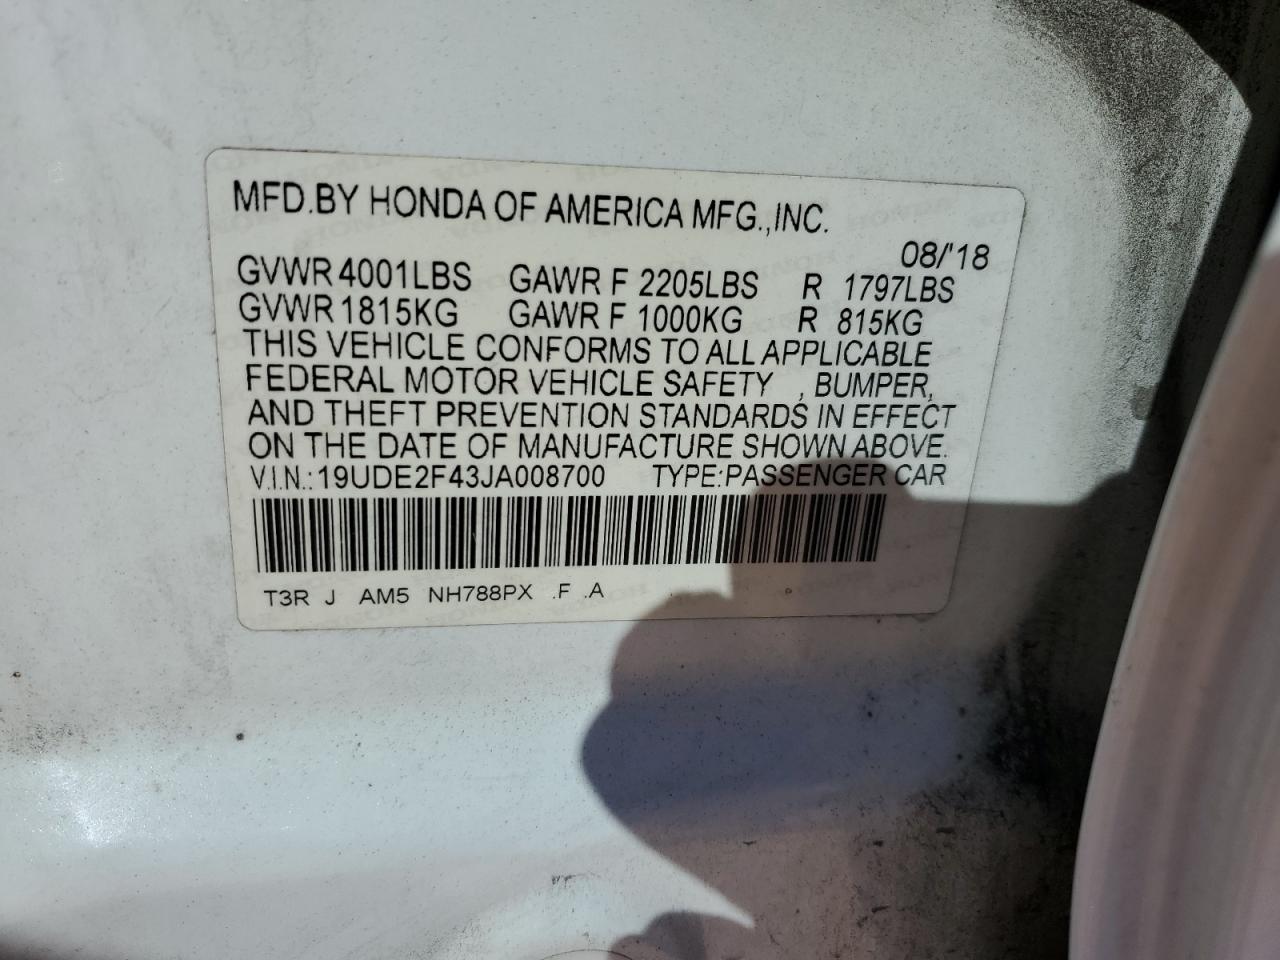 MFD.BY HONDA OF AMERICA MFG.,INC.
08/'18
GVWR 4001LBS GAWR F 2205LBS R 1797LBS
GVWR 1815KG GAWR F 1000KG R 815KG
THIS VEHICLE CONFORMS TO ALL APPLICABLE
FEDERAL MOTOR VEHICLE SAFETY , BUMPER,
AND THEFT PREVENTION STANDARDS IN EFFECT
ON THE DATE OF MANUFACTURE SHOWN ABOVE.
V.I.N.:19UDE2F43JA008700 TYPE:PASSENGER CAR
T3R J AM5 NH788PX .F .A